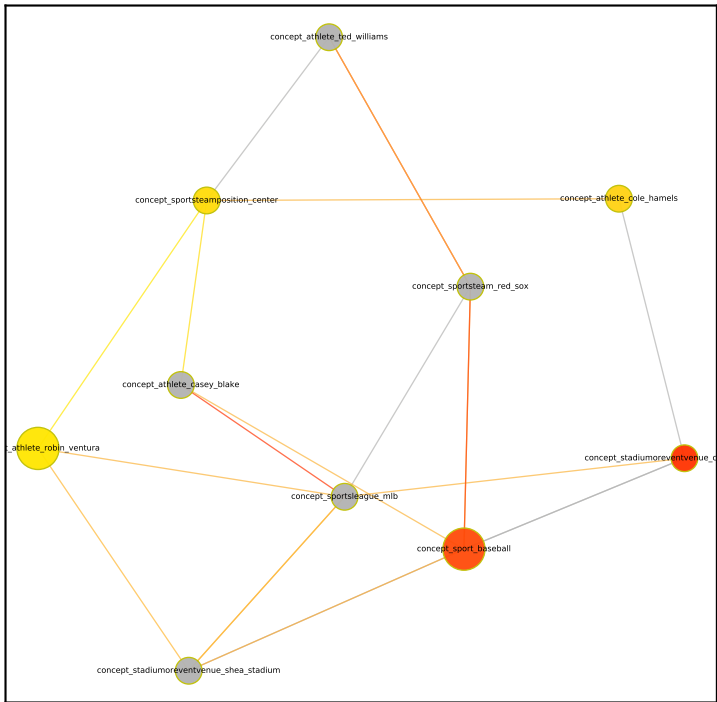 concept_athlete_ted_williams
concept_sportsteamposition_center
concept_athlete_cole_hamels
concept_sportsteam_red_sox
concept_athlete_casey_blake
t_athlete_robin_ventura
concept_stadiumoreventvenue_c
concept_sportsleague_mlb
concept_sport_baseball
concept_stadiumoreventvenue_shea_stadium